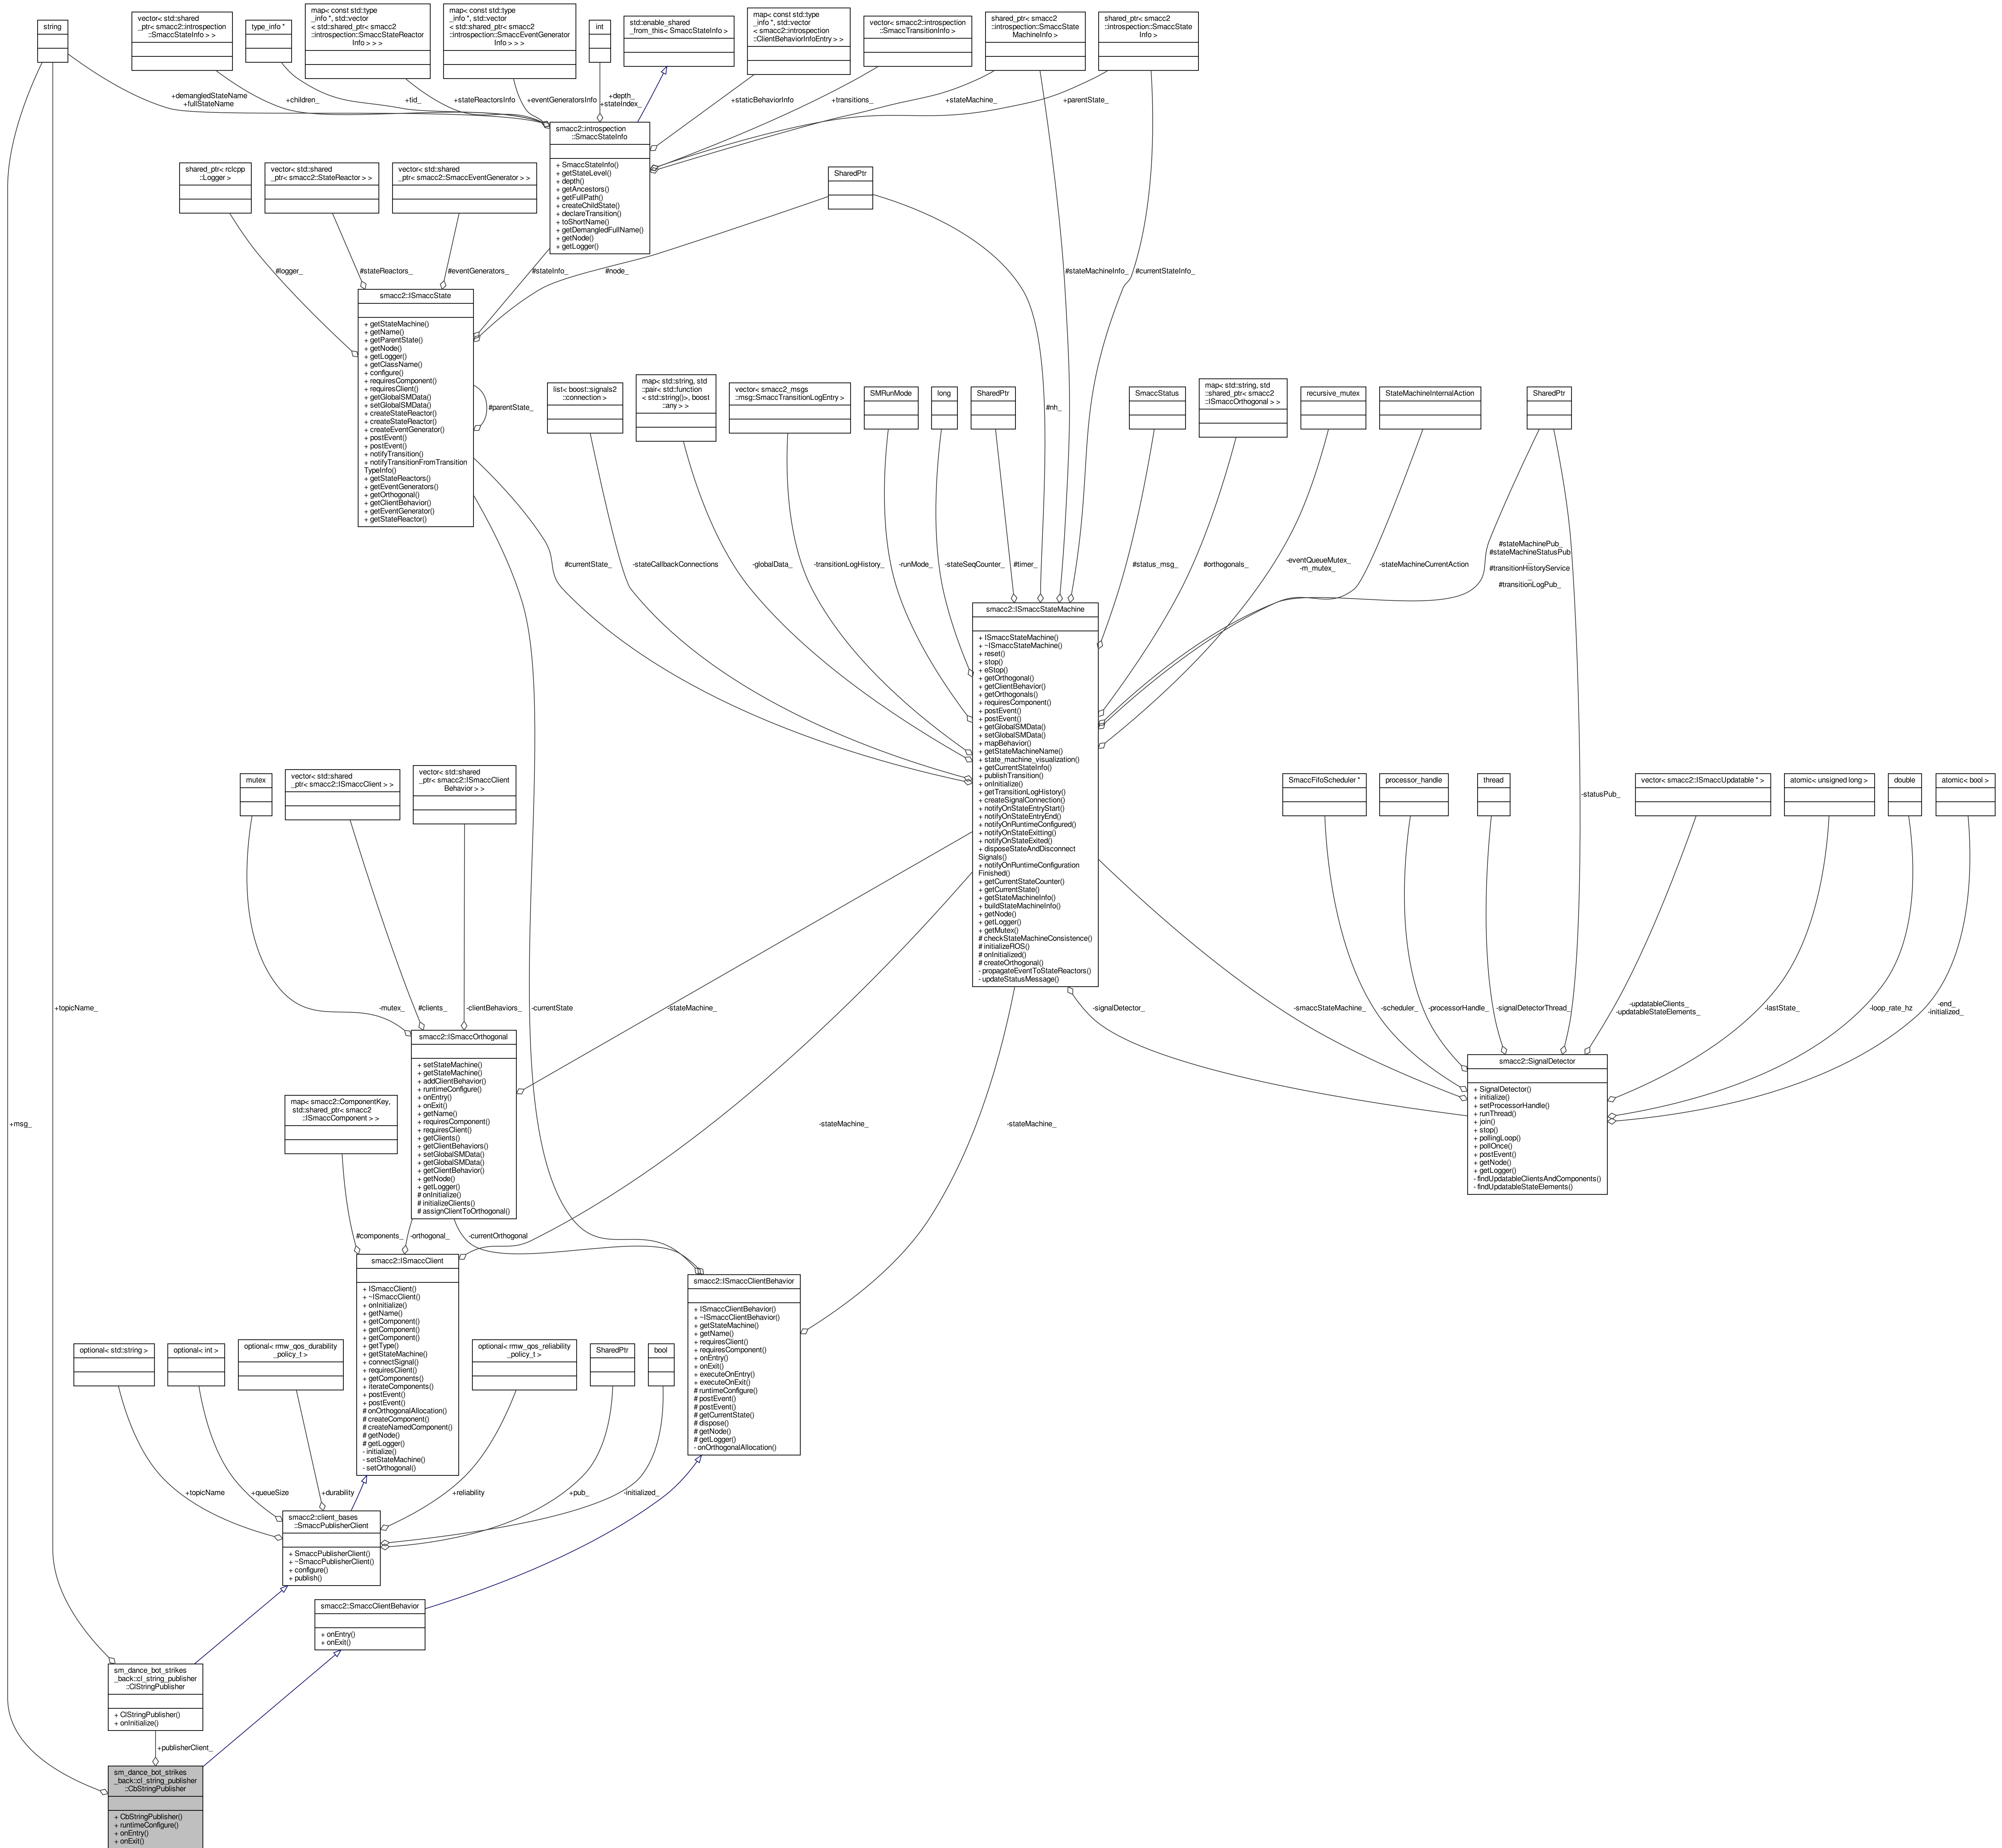 string
vector< std::shared
_ptr< smacc2::introspection
::SmaccStateInfo > >
type_info *
map< const std::type
_info *, std::vector
< std::shared_ptr< smacc2
::introspection::SmaccStateReactor
Info > > >
map< const std::type
_info *, std::vector
< std::shared_ptr< smacc2
::introspection::SmaccEventGenerator
Info > > >
int
std::enable_shared
_from_this< SmaccStateInfo >
map< const std::type
_info *, std::vector
< smacc2::introspection
::ClientBehaviorInfoEntry > >
vector< smacc2::introspection
::SmaccTransitionInfo >
shared_ptr< smacc2
::introspection::SmaccState
MachineInfo >
shared_ptr< smacc2
::introspection::SmaccState
Info >
+demangledStateName
+fullStateName
+children_
+tid_
+stateReactorsInfo
+eventGeneratorsInfo
+depth_
+stateIndex_
+staticBehaviorInfo
+transitions_
+stateMachine_
+parentState_
smacc2::introspection
::SmaccStateInfo
+ SmaccStateInfo()
+ getStateLevel()
+ depth()
+ getAncestors()
+ getFullPath()
+ createChildState()
+ declareTransition()
+ toShortName()
+ getDemangledFullName()
+ getNode()
+ getLogger()
shared_ptr< rclcpp
::Logger >
vector< std::shared
_ptr< smacc2::StateReactor > >
vector< std::shared
_ptr< smacc2::SmaccEventGenerator > >
SharedPtr
#logger_
#stateReactors_
#eventGenerators_
#stateInfo_
#node_
#stateMachineInfo_
#currentStateInfo_
smacc2::ISmaccState
+ getStateMachine()
+ getName()
+ getParentState()
+ getNode()
+ getLogger()
+ getClassName()
+ configure()
+ requiresComponent()
+ requiresClient()
+ getGlobalSMData()
+ setGlobalSMData()
+ createStateReactor()
+ createStateReactor()
+ createEventGenerator()
+ postEvent()
+ postEvent()
+ notifyTransition()
+ notifyTransitionFromTransition
TypeInfo()
+ getStateReactors()
+ getEventGenerators()
+ getOrthogonal()
+ getClientBehavior()
+ getEventGenerator()
+ getStateReactor()
#parentState_
list< boost::signals2
::connection >
map< std::string, std
::pair< std::function
< std::string()>, boost
::any > >
vector< smacc2_msgs
::msg::SmaccTransitionLogEntry >
SMRunMode
long
SharedPtr
#nh_
SmaccStatus
map< std::string, std
::shared_ptr< smacc2
::ISmaccOrthogonal > >
recursive_mutex
StateMachineInternalAction
SharedPtr
#currentState_
-stateCallbackConnections
-globalData_
-transitionLogHistory_
-runMode_
-stateSeqCounter_
#timer_
#status_msg_
#orthogonals_
-eventQueueMutex_
-m_mutex_
-stateMachineCurrentAction
#stateMachinePub_
#stateMachineStatusPub
_
#transitionHistoryService
_
#transitionLogPub_
smacc2::ISmaccStateMachine
+ ISmaccStateMachine()
+ ~ISmaccStateMachine()
+ reset()
+ stop()
+ eStop()
+ getOrthogonal()
+ getClientBehavior()
+ getOrthogonals()
+ requiresComponent()
+ postEvent()
+ postEvent()
+ getGlobalSMData()
+ setGlobalSMData()
+ mapBehavior()
+ getStateMachineName()
+ state_machine_visualization()
+ getCurrentStateInfo()
+ publishTransition()
+ onInitialize()
+ getTransitionLogHistory()
+ createSignalConnection()
+ notifyOnStateEntryStart()
+ notifyOnStateEntryEnd()
+ notifyOnRuntimeConfigured()
+ notifyOnStateExitting()
+ notifyOnStateExited()
+ disposeStateAndDisconnect
Signals()
+ notifyOnRuntimeConfiguration
Finished()
+ getCurrentStateCounter()
+ getCurrentState()
+ getStateMachineInfo()
+ buildStateMachineInfo()
+ getNode()
+ getLogger()
+ getMutex()
# checkStateMachineConsistence()
# initializeROS()
# onInitialized()
# createOrthogonal()
- propagateEventToStateReactors()
- updateStatusMessage()
mutex
vector< std::shared
_ptr< smacc2::ISmaccClient > >
vector< std::shared
_ptr< smacc2::ISmaccClient
Behavior > >
SmaccFifoScheduler *
processor_handle
thread
-statusPub_
vector< smacc2::ISmaccUpdatable * >
atomic< unsigned long >
double
atomic< bool >
+topicName_
-mutex_
#clients_
-clientBehaviors_
-currentState
-stateMachine_
-signalDetector_
-smaccStateMachine_
-scheduler_
-processorHandle_
-signalDetectorThread_
-updatableClients_
-updatableStateElements_
-lastState_
-loop_rate_hz
-end_
-initialized_
smacc2::ISmaccOrthogonal
+ setStateMachine()
+ getStateMachine()
+ addClientBehavior()
+ runtimeConfigure()
+ onEntry()
+ onExit()
+ getName()
+ requiresComponent()
+ requiresClient()
+ getClients()
+ getClientBehaviors()
+ setGlobalSMData()
+ getGlobalSMData()
+ getClientBehavior()
+ getNode()
+ getLogger()
# onInitialize()
# initializeClients()
# assignClientToOrthogonal()
smacc2::SignalDetector
+ SignalDetector()
+ initialize()
+ setProcessorHandle()
+ runThread()
+ join()
+ stop()
+ pollingLoop()
+ pollOnce()
+ postEvent()
+ getNode()
+ getLogger()
- findUpdatableClientsAndComponents()
- findUpdatableStateElements()
map< smacc2::ComponentKey,
std::shared_ptr< smacc2
::ISmaccComponent > >
+msg_
-stateMachine_
-stateMachine_
#components_
-orthogonal_
-currentOrthogonal
smacc2::ISmaccClient
+ ISmaccClient()
+ ~ISmaccClient()
+ onInitialize()
+ getName()
+ getComponent()
+ getComponent()
+ getComponent()
+ getType()
+ getStateMachine()
+ connectSignal()
+ requiresClient()
+ getComponents()
+ iterateComponents()
+ postEvent()
+ postEvent()
# onOrthogonalAllocation()
# createComponent()
# createNamedComponent()
# getNode()
# getLogger()
- initialize()
- setStateMachine()
- setOrthogonal()
smacc2::ISmaccClientBehavior
+ ISmaccClientBehavior()
+ ~ISmaccClientBehavior()
+ getStateMachine()
+ getName()
+ requiresClient()
+ requiresComponent()
+ onEntry()
+ onExit()
+ executeOnEntry()
+ executeOnExit()
# runtimeConfigure()
# postEvent()
# postEvent()
# getCurrentState()
# dispose()
# getNode()
# getLogger()
- onOrthogonalAllocation()
optional< std::string >
optional< int >
optional< rmw_qos_durability
_policy_t >
optional< rmw_qos_reliability
_policy_t >
SharedPtr
bool
+topicName
+queueSize
+durability
+reliability
+pub_
-initialized_
smacc2::client_bases
::SmaccPublisherClient
+ SmaccPublisherClient()
+ ~SmaccPublisherClient()
+ configure()
+ publish()
smacc2::SmaccClientBehavior
+ onEntry()
+ onExit()
sm_dance_bot_strikes
_back::cl_string_publisher
::ClStringPublisher
+ ClStringPublisher()
+ onInitialize()
+publisherClient_
sm_dance_bot_strikes
_back::cl_string_publisher
::CbStringPublisher
+ CbStringPublisher()
+ runtimeConfigure()
+ onEntry()
+ onExit()